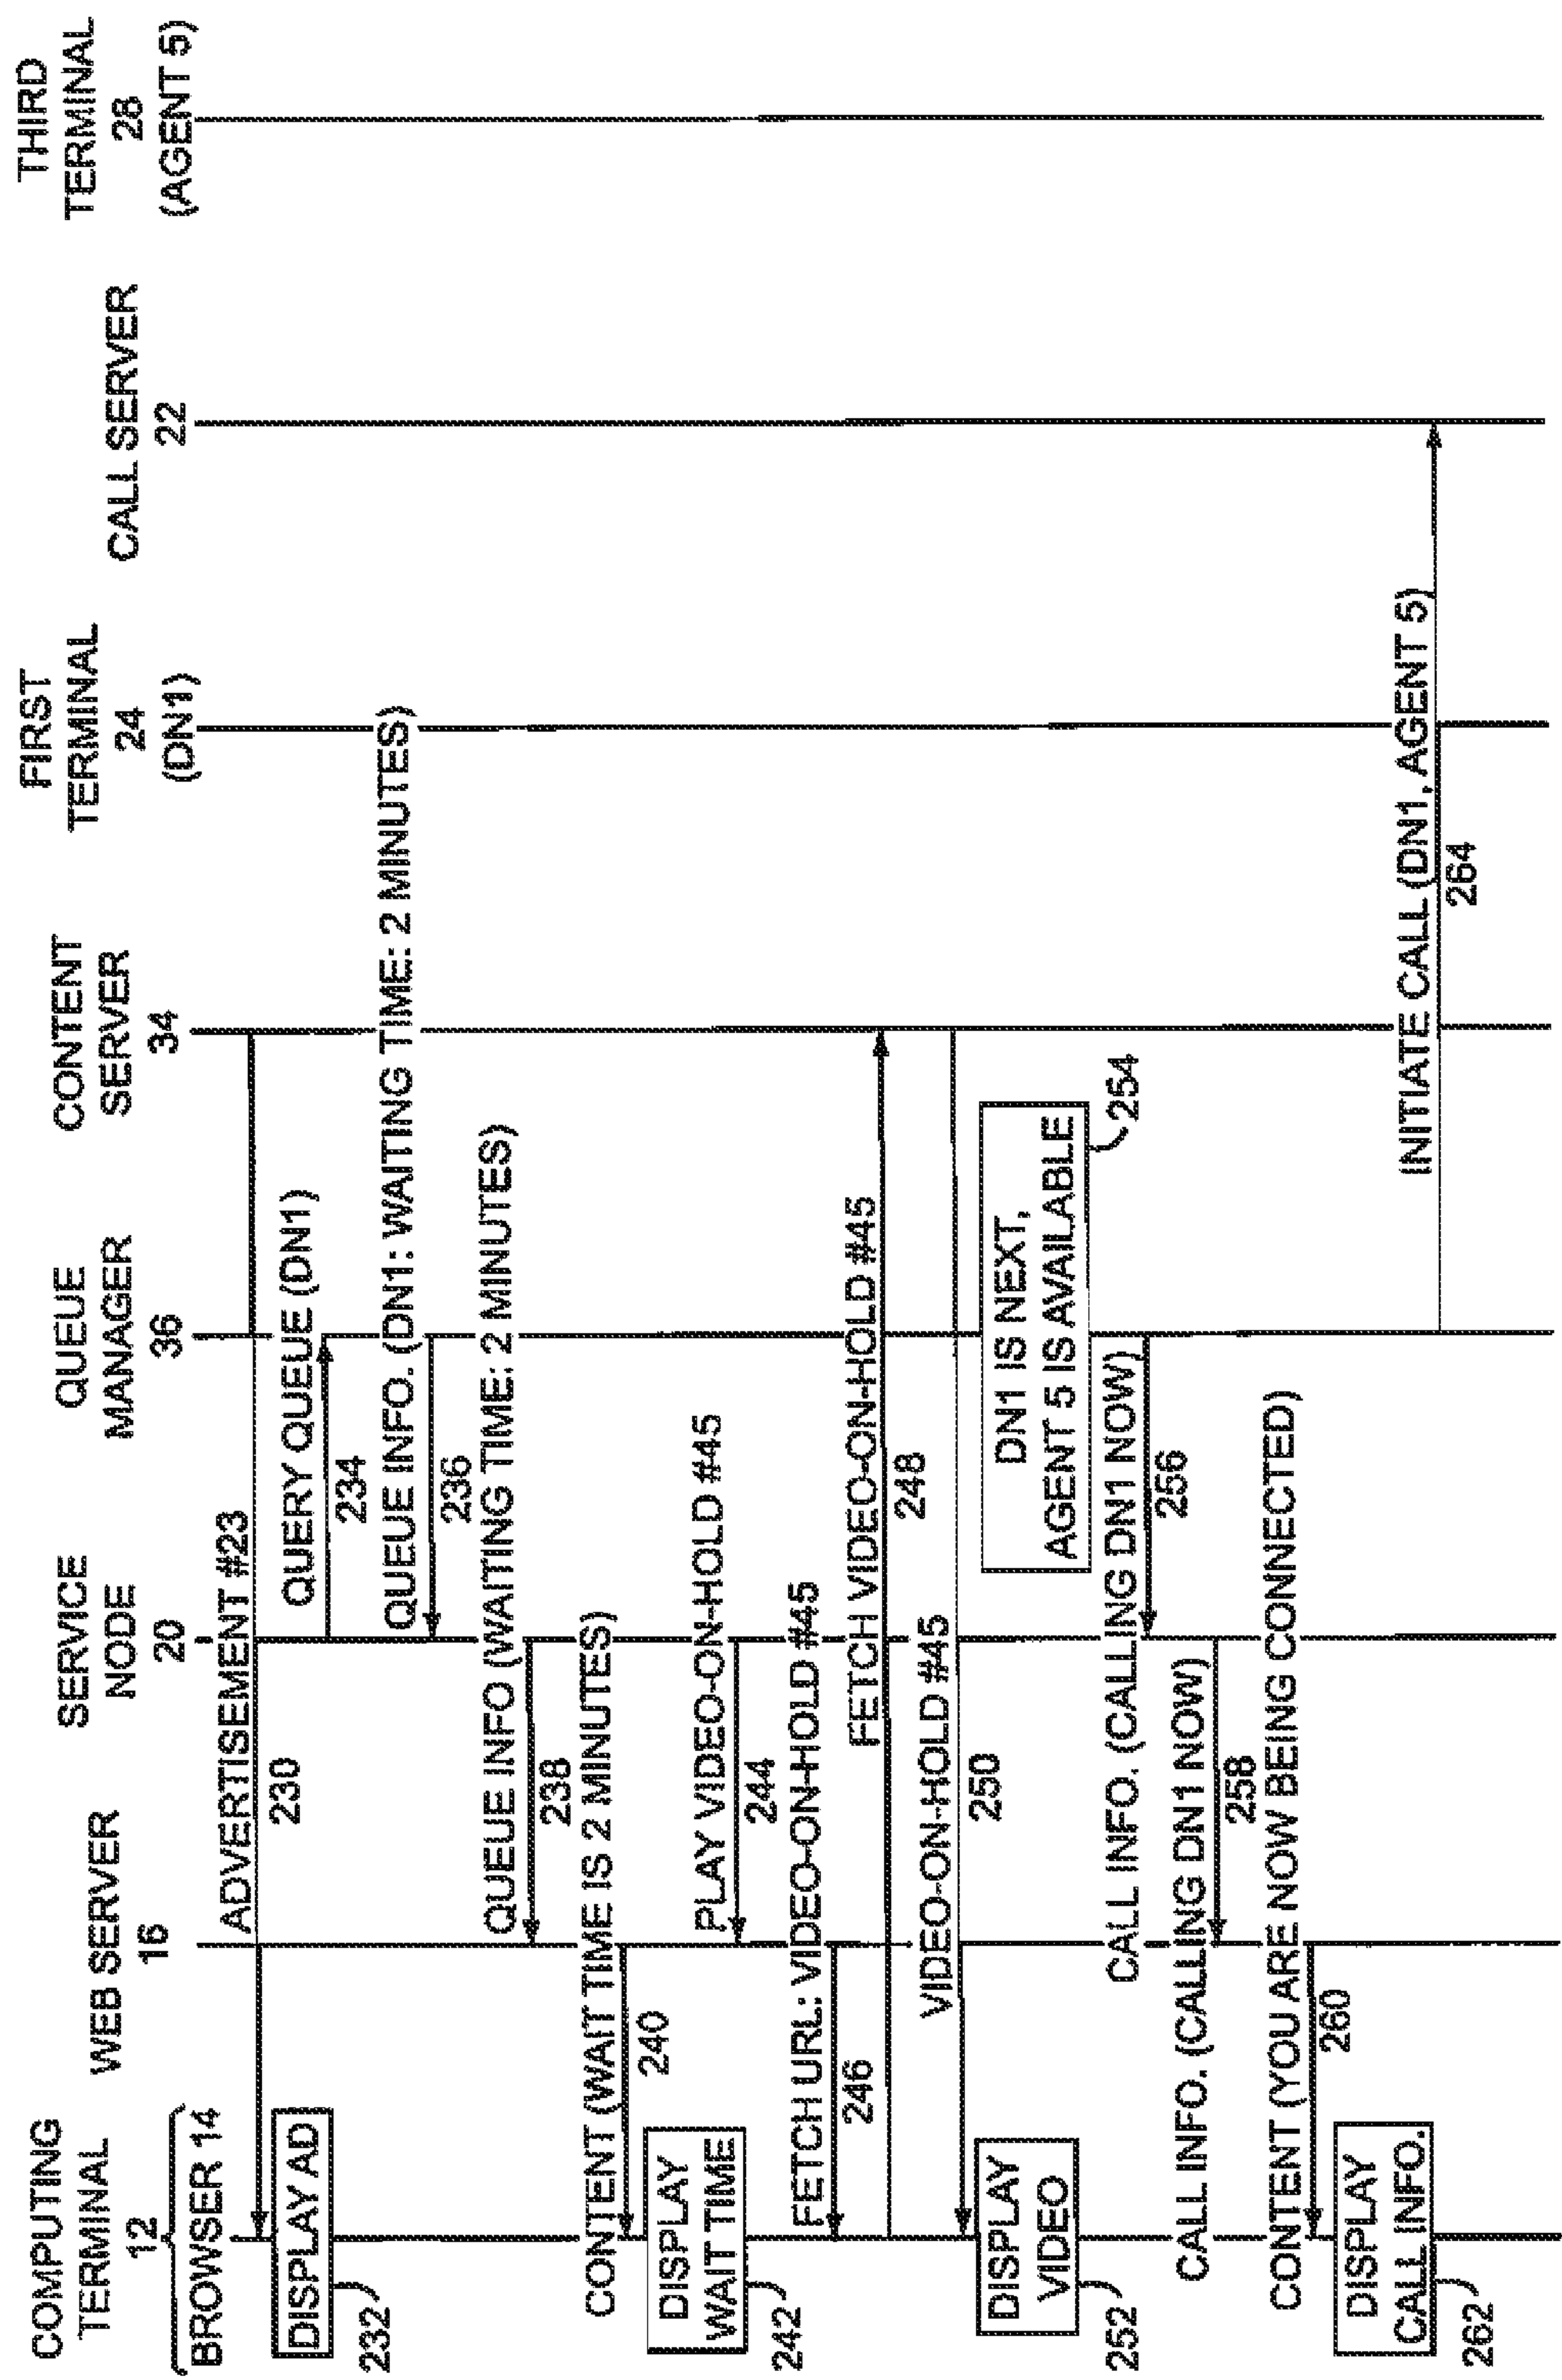 COMPUTING
TERMINAL
12
BROWSER 14
WEB SERVER
16
SERVICE
NODE
20
QUEUE
MANAGER
36
CONTENT
SERVER
34
FIRST
TERMINAL
24
(DN1)
CALL SERVER
22
THIRD
TERMINAL
28
(AGENT 5)
ADVERTISEMENT #23
230
DISPLAY AD
232
QUERY QUEUE (DN1)
234
QUEUE INFO. (DN1: WAITING TIME: 2 MINUTES)
236
QUEUE INFO (WAITING TIME: 2 MINUTES)
238
CONTENT (WAIT TIME IS 2 MINUTES)
240
DISPLAY
WAIT TIME
242
PLAY VIDEO-ON-HOLD #45
244
FETCH URL: VIDEO-ON-HOLD #45
246
FETCH VIDEO-ON-HOLD #45
248
VIDEO-ON-HOLD #45
250
DISPLAY
VIDEO
252
DN1 IS NEXT,
AGENT 5 IS AVAILABLE
254
CALL INFO. (CALLING DN1 NOW)
256
CALL INFO. (CALLING DN1 NOW)
258
CONTENT (YOU ARE NOW BEING CONNECTED)
260
DISPLAY
CALL INFO.
262
INITIATE CALL (DN1, AGENT 5)
264